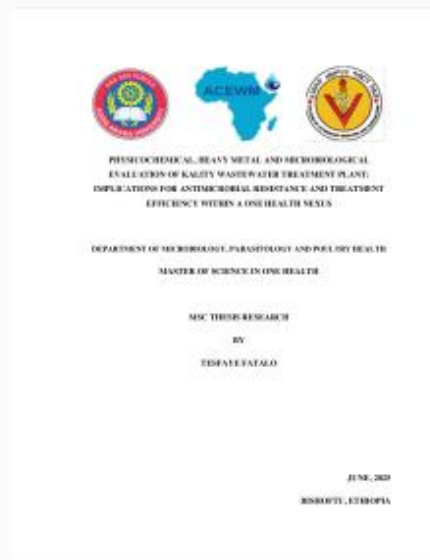 ACEWM
PHYSICOCHEMICAL, HEAVY METAL AND MICROBIOLOGICAL
EVALUATION OF KALITY WASTEWATER TREATMENT PLANT:
IMPLICATIONS FOR ANTIMICROBIAL RESISTANCE AND TREATMENT
EFFICIENCY WITHIN A ONE HEALTH NEXUS
DEPARTMENT OF MICROBIOLOGY, PARASITOLOGY AND POULTRY HEALTH
MASTER OF SCIENCE IN ONE HEALTH
MSC THESIS RESEARCH
BY
TESFAYE FATALO
JUNE, 2025
BISHOFTU, ETHIOPIA